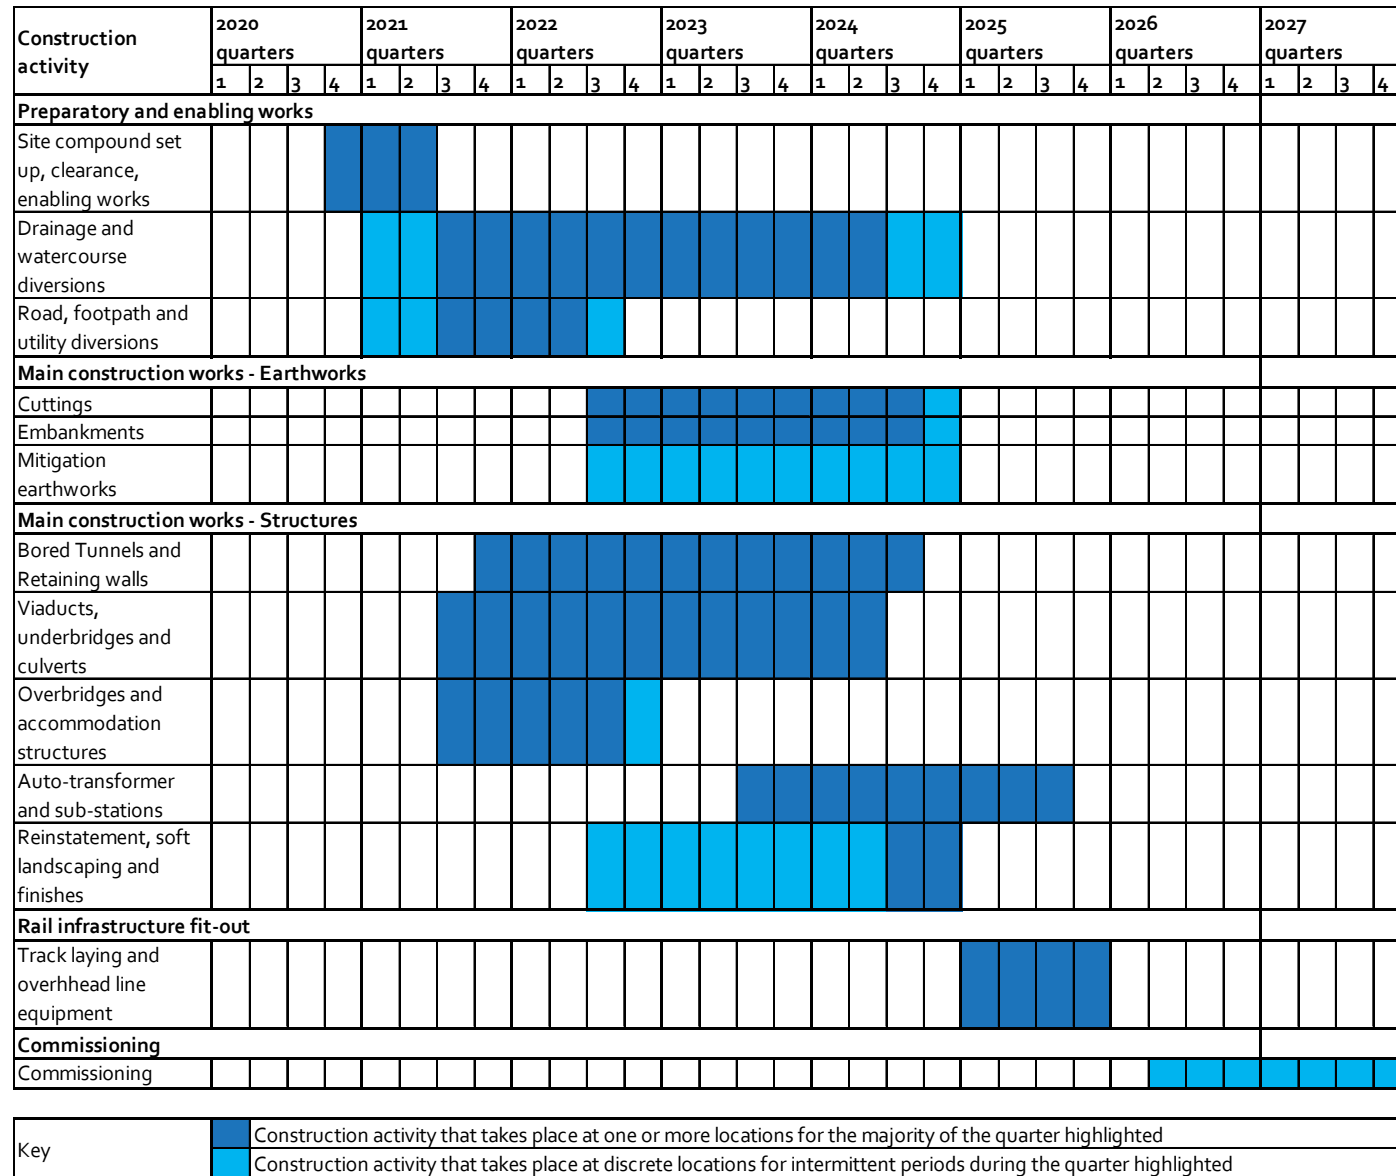 Construction
activity
2020
quarters
2021
quarters
2022
quarters
2023
quarters
2024
quarters
2025
quarters
2026
quarters
2027
quarters
1 2 3 4 1 2 3 4 1 2 3 4 1 2 3 4 1 2 3 4 1 2 3 4 1 2 3 4 1 2 3 4
Preparatory and enabling works
Site compound set
up, clearance,
enabling works
Drainage and
watercourse
diversions
Road, footpath and
utility diversions
Main construction works - Earthworks
Cuttings
Embankments
Mitigation
earthworks
Main construction works - Structures
Bored Tunnels and
Retaining walls
Viaducts,
underbridges and
culverts
Overbridges and
accommodation
structures
Auto-transformer
and sub-stations
Reinstatement, soft
landscaping and
finishes
Rail infrastructure fit-out
Track laying and
overhhead line
equipment
Commissioning
Commissioning
Key
Construction activity that takes place at one or more locations for the majority of the quarter highlighted
Construction activity that takes place at discrete locations for intermittent periods during the quarter highlighted